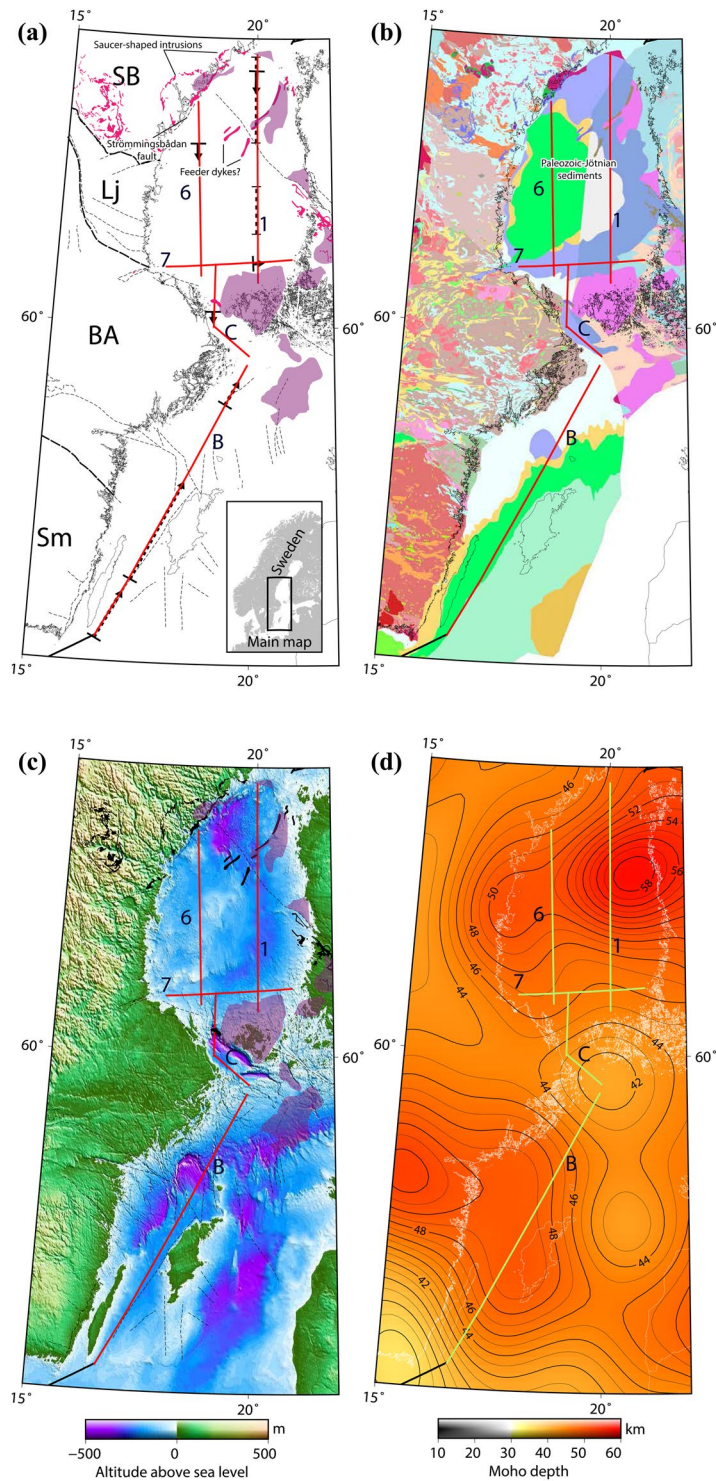 (a)
20°
15°
Saucer-shaped intrusions
SB
Strömmingsbådan
fault
Feeder dykes?
Lj
6
1
7
60°
60°
BA
C
B
Sm
Sweden
Main map
15°
20°
(b)
20°
15°
Paleozoic-Jötnian
sediments
6
1
7
60°
C
B
15°
20°
(c)
20°
15°
6
1
7
60°
60°
C
B
15°
20°
−500
0
500
m
Altitude above sea level
(d)
20°
15°
46
52
54
56
58
50
48
46
44
6
1
7
60°
C
44
42
44
B
46
48
48
44
42
46
44
15°
20°
10
20
30
40
50
60
km
Moho depth